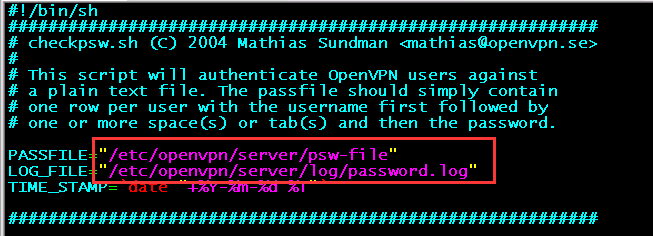 #!/bin/sh
###########################################################
# checkpsw.sh (C) 2004 Mathias Sundman <mathias@openvpn.se>
#
# This script will authenticate OpenVPN users against
# a plain text file. The passfile should simply contain
# one row per user with the username first followed by
# one or more space(s) or tab(s) and then the password.
PASSFILE="/etc/openvpn/server/psw-file"
LOG_FILE="/etc/openvpn/server/log/password.log"
TIME_STAMP=`date "+%Y-%m-%d %T"`
###########################################################